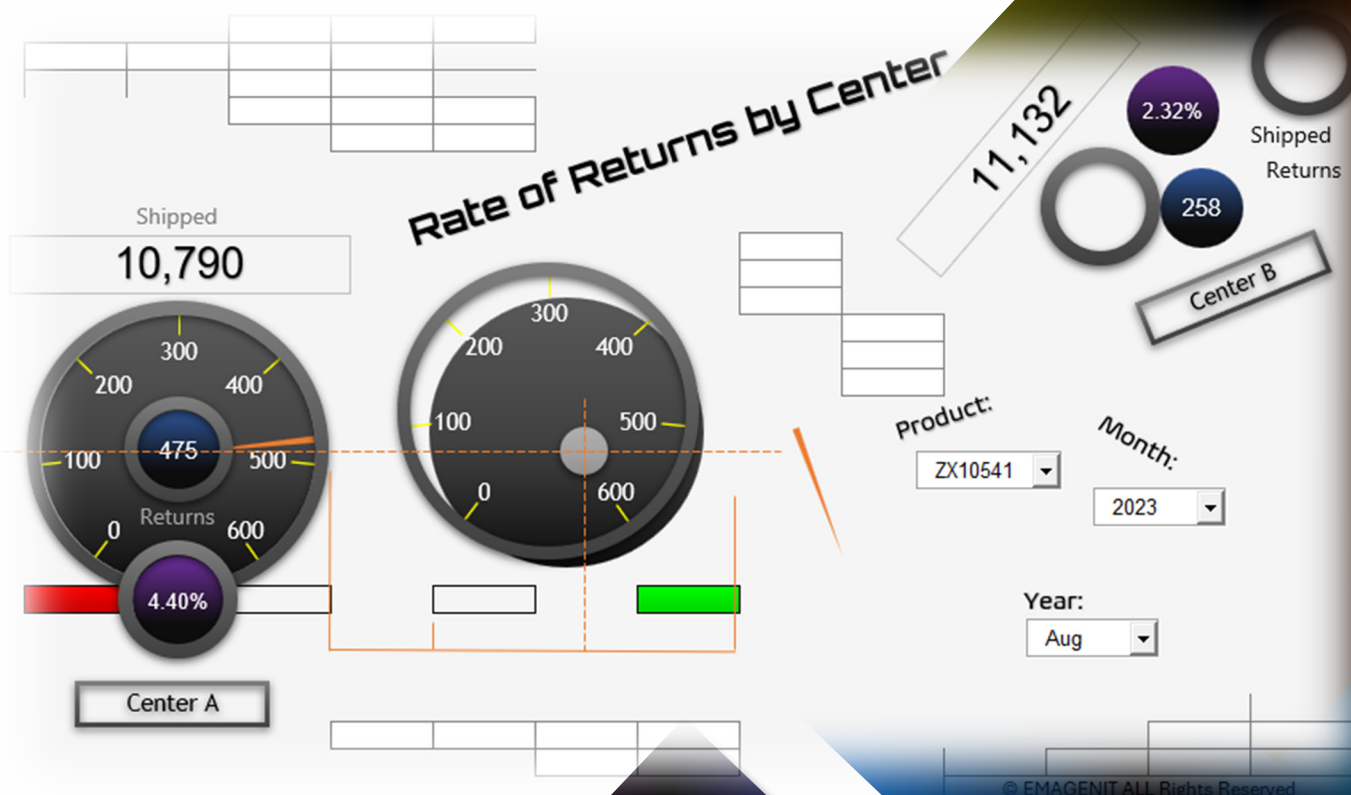 Rate of Returns by Center
Shipped
10,790
0
100
200
300
400
500
600
475
Returns
4.40%
Center A
0
100
200
300
400
500
600
11,132
2.32%
258
Shipped
Returns
Center B
Product:
ZX10541
Month:
2023
Year:
Aug
© EMAGENIT ALL Rights Reserved